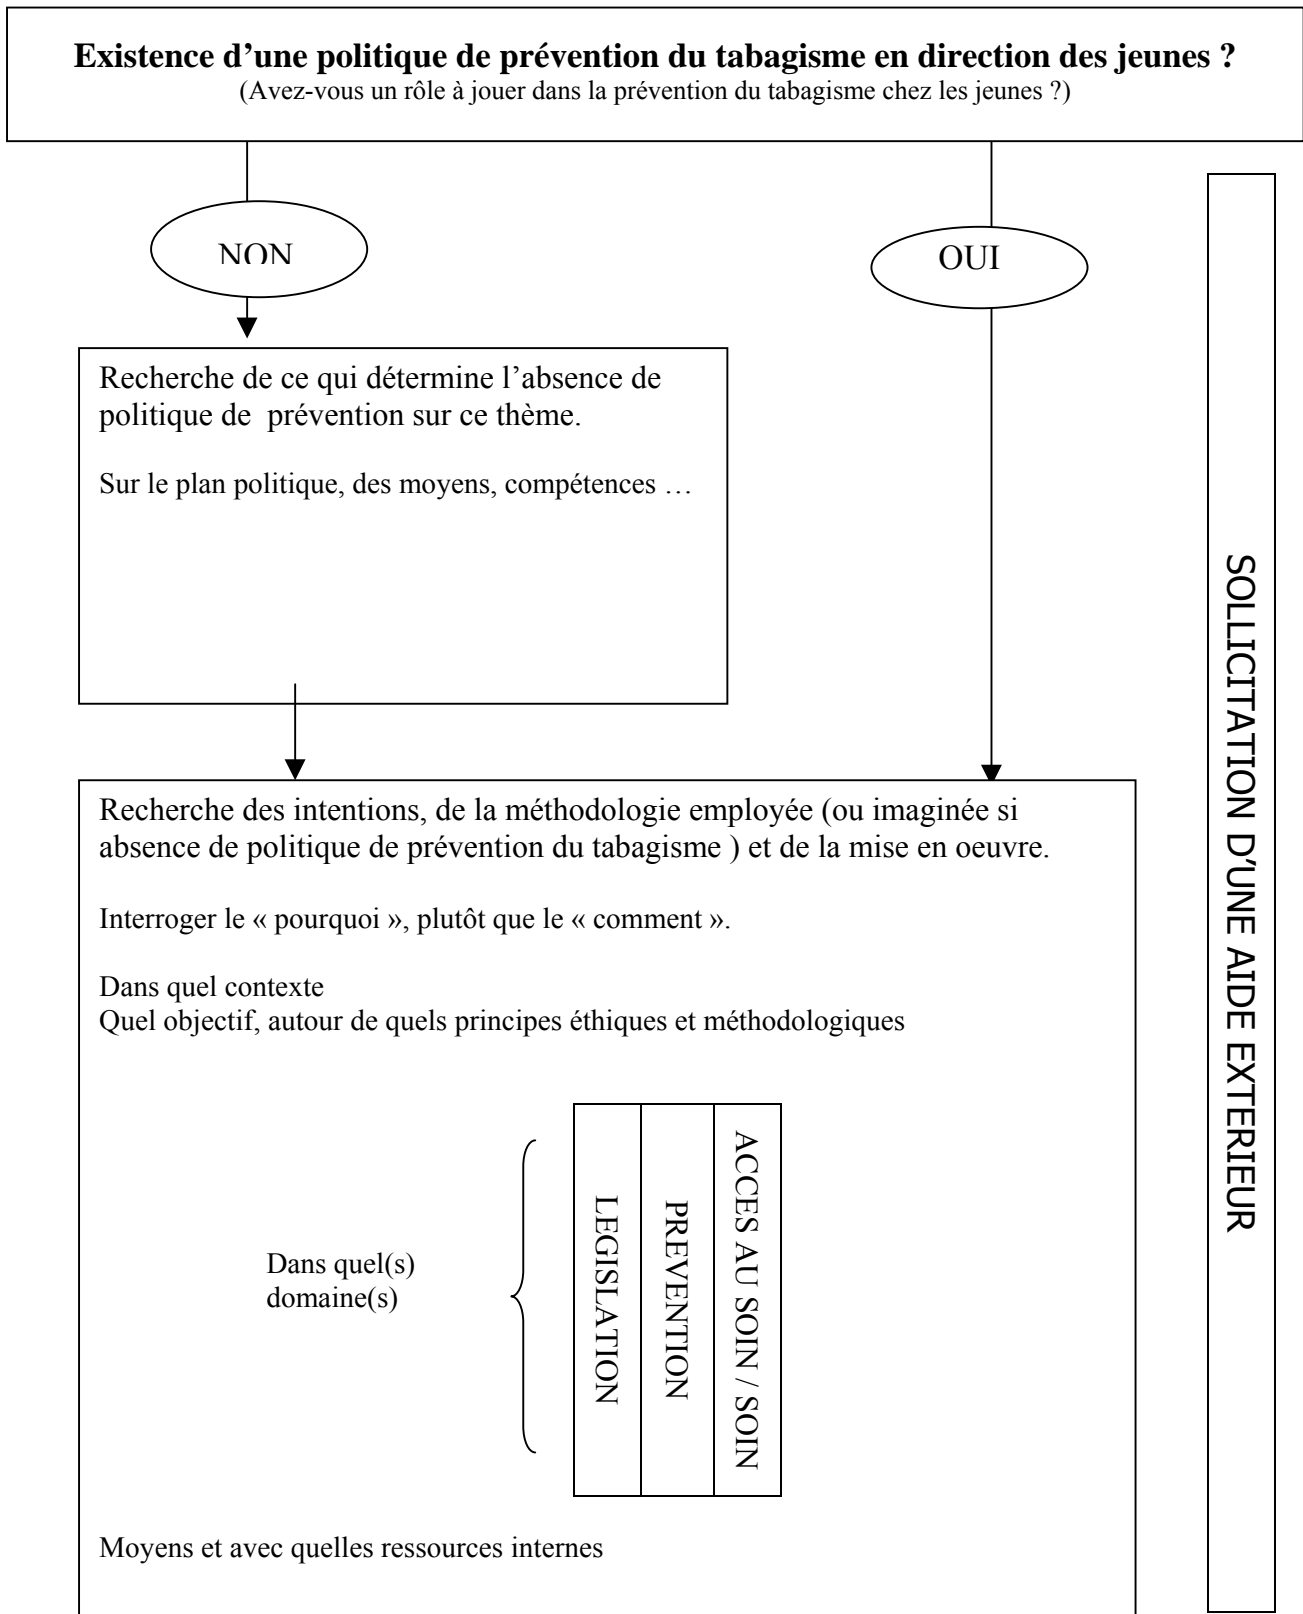 Existence d’une politique de prévention du tabagisme en direction des jeunes ?
(Avez-vous un rôle à jouer dans la prévention du tabagisme chez les jeunes ?)
NON
OUI
Recherche de ce qui détermine l’absence de
politique de prévention sur ce thème.
Sur le plan politique, des moyens, compétences …
Recherche des intentions, de la méthodologie employée (ou imaginée si
absence de politique de prévention du tabagisme ) et de la mise en oeuvre.
Interroger le « pourquoi », plutôt que le « comment ».
Dans quel contexte
Quel objectif, autour de quels principes éthiques et méthodologiques
Dans quel(s)
domaine(s)
LEGISLATION
PREVENTION
ACCES AU SOIN / SOIN
Moyens et avec quelles ressources internes
SOLLICITATION D’UNE AIDE EXTERIEUR